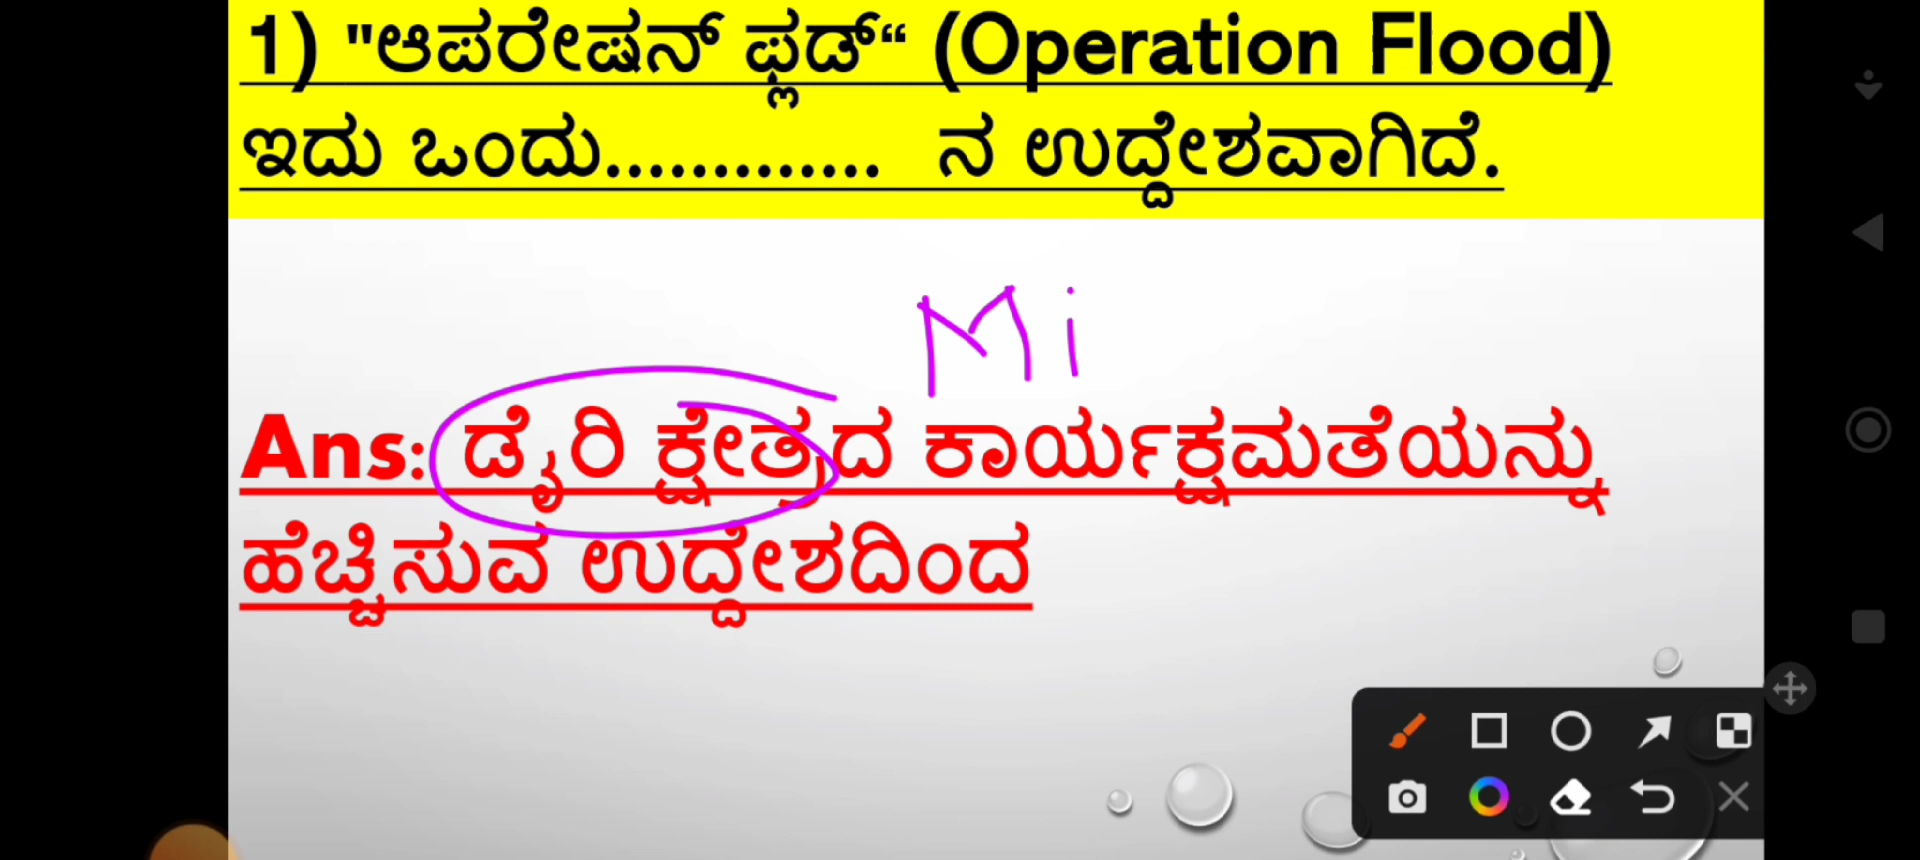 1) "ಆಪರೇಷನ್ ಫ್ಲಡ್“ (Operation Flood)
ಇದು ಒಂದು............. ನ ಉದ್ದೇಶವಾಗಿದೆ.
Mi
Ans: ಡೈರಿ ಕ್ಷೇತ್ರದ ಕಾರ್ಯಕ್ಷಮತೆಯನ್ನು
ಹೆಚ್ಚಿಸುವ ಉದ್ದೇಶದಿಂದ